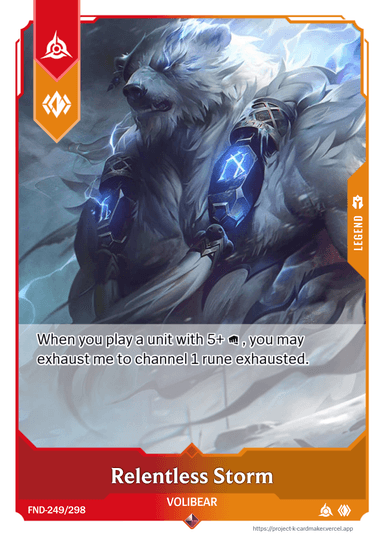 LEGEND
When you play a unit with 5+ , you may
exhaust me to channel 1 rune exhausted.
Relentless Storm
VOLIBEAR
FND-249/298
https://project-k-cardmaker.vercel.app